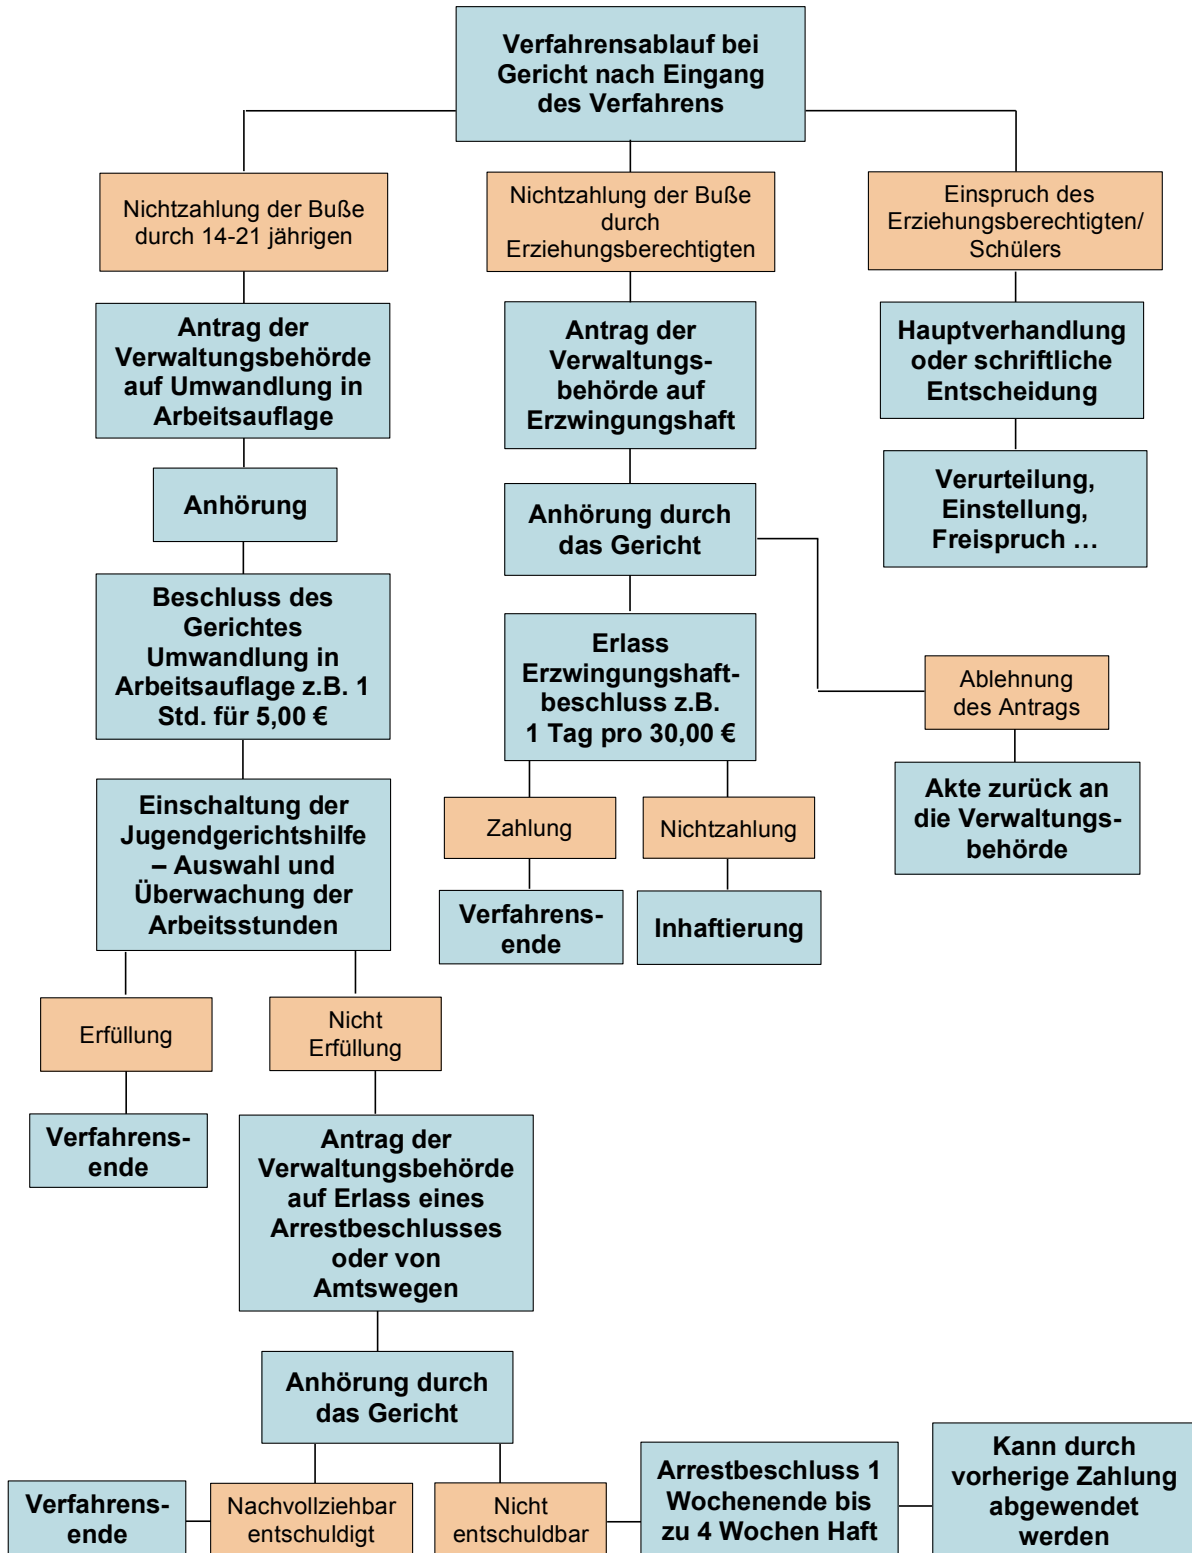 Verfahrensablauf bei
Gericht nach Eingang
des Verfahrens
Nichtzahlung der Buße
durch 14-21 jährigen
Nichtzahlung der Buße
durch
Erziehungsberechtigten
Einspruch des
Erziehungsberechtigten/
Schülers
Antrag der
Verwaltungsbehörde
auf Umwandlung in
Arbeitsauflage
Antrag der
Verwaltungs-
behörde auf
Erzwingungshaft
Hauptverhandlung
oder schriftliche
Entscheidung
Anhörung
Anhörung durch
das Gericht
Verurteilung,
Einstellung,
Freispruch …
Beschluss des
Gerichtes
Umwandlung in
Arbeitsauflage z.B. 1
Std. für 5,00 €
Erlass
Erzwingungshaft-
beschluss z.B.
1 Tag pro 30,00 €
Ablehnung
des Antrags
Einschaltung der
Jugendgerichtshilfe
– Auswahl und
Überwachung der
Arbeitsstunden
Zahlung
Nichtzahlung
Akte zurück an
die Verwaltungs-
behörde
Verfahrens-
ende
Inhaftierung
Erfüllung
Nicht
Erfüllung
Verfahrens-
ende
Antrag der
Verwaltungsbehörde
auf Erlass eines
Arrestbeschlusses
oder von
Amtswegen
Anhörung durch
das Gericht
Verfahrens-
ende
Nachvollziehbar
entschuldigt
Nicht
entschuldbar
Arrestbeschluss 1
Wochenende bis
zu 4 Wochen Haft
Kann durch
vorherige Zahlung
abgewendet
werden